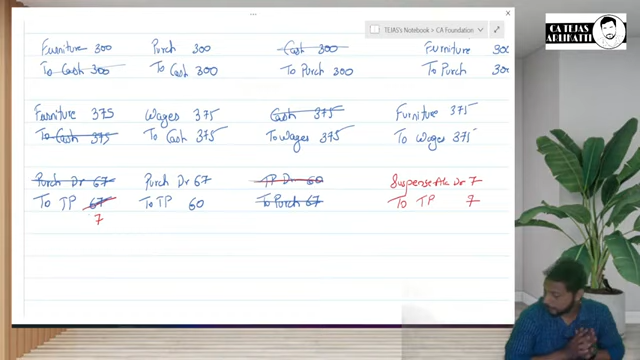 TEJAS's Notebook > CA Foundation
CA TEJAS
Furniture 300 Purch 300 Cash 300 Furniture 300
To Cash 300 To Cash 300 To Purch 300 To Purch 300
Furniture 375 Wages 375 Cash 375 Furniture 375
To Cash 375 To Cash 375 To Wages 375 To Wages 375
Purch Dr 67 Purch Dr 67 TP Dr 60 Suspense A/c Dr 7
To TP 67 To TP 60 To Purch 67 To TP 7
7